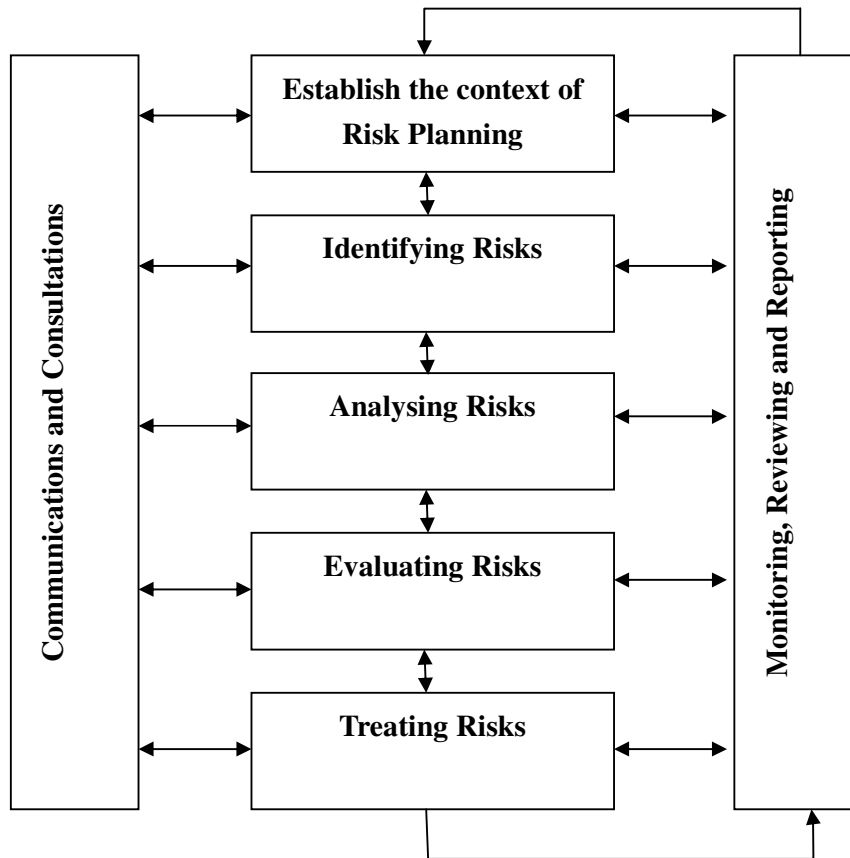 Communications and Consultations
Establish the context of
Risk Planning
Identifying Risks
Analysing Risks
Evaluating Risks
Treating Risks
Monitoring, Reviewing and Reporting